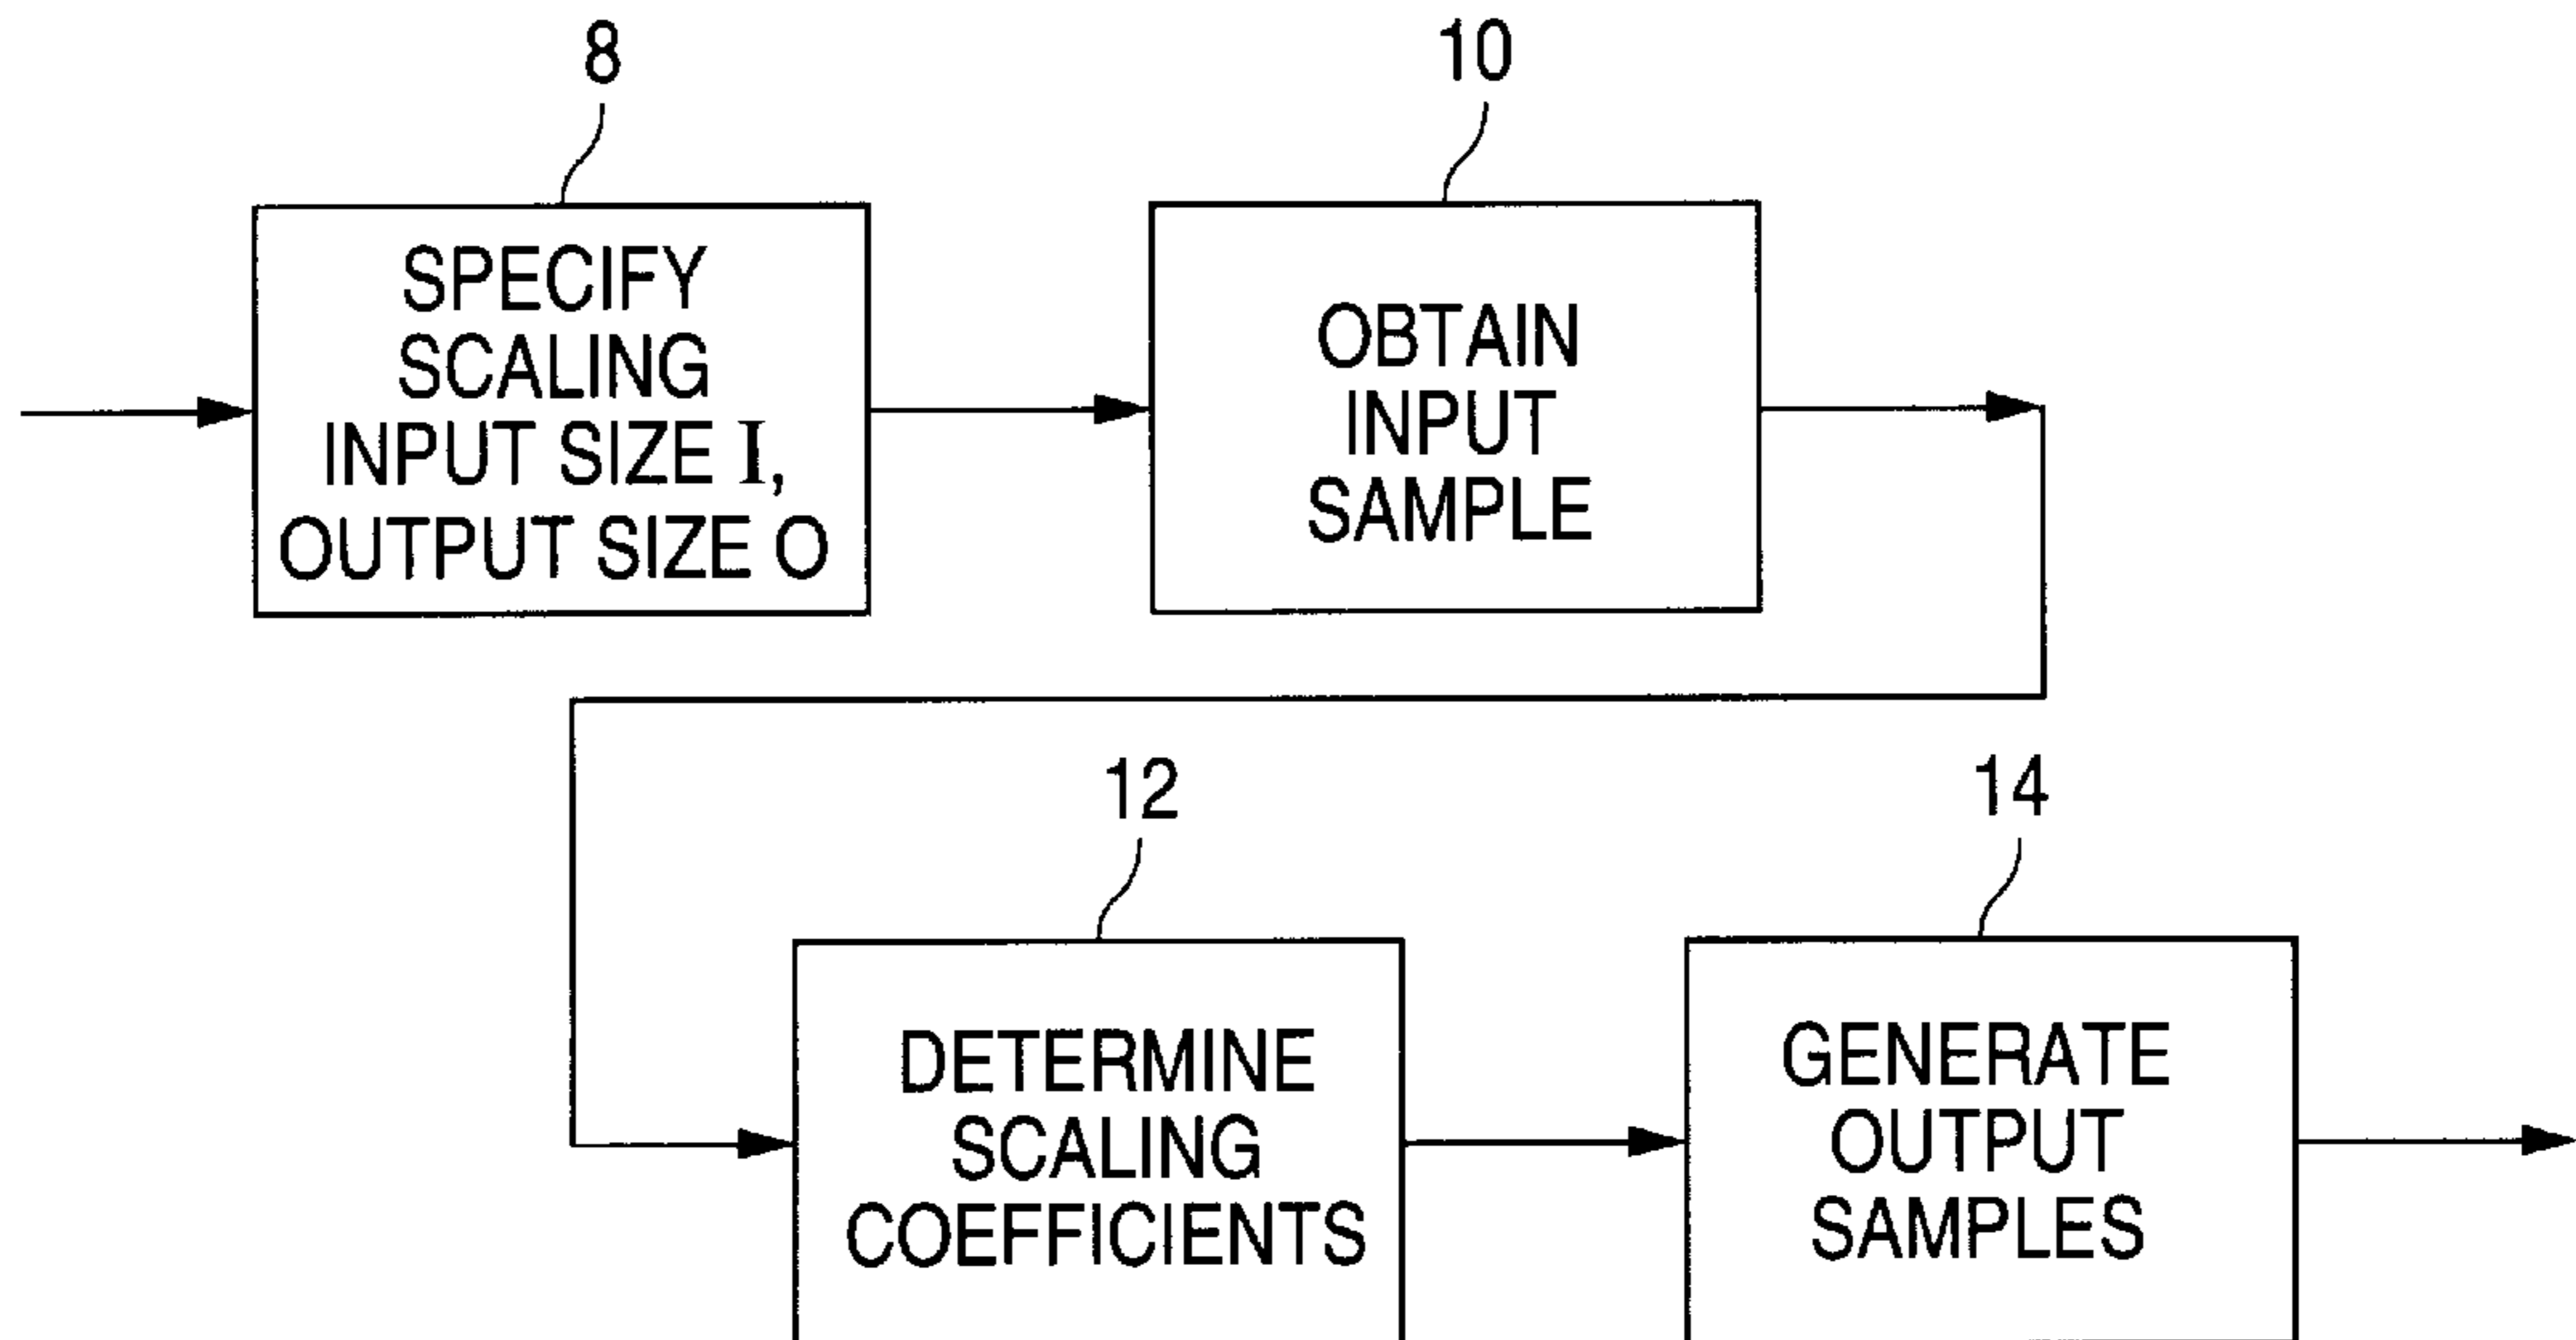 8
10
SPECIFY
SCALING
INPUT SIZE I,
OUTPUT SIZE O
OBTAIN
INPUT
SAMPLE
12
14
DETERMINE
SCALING
COEFFICIENTS
GENERATE
OUTPUT
SAMPLES